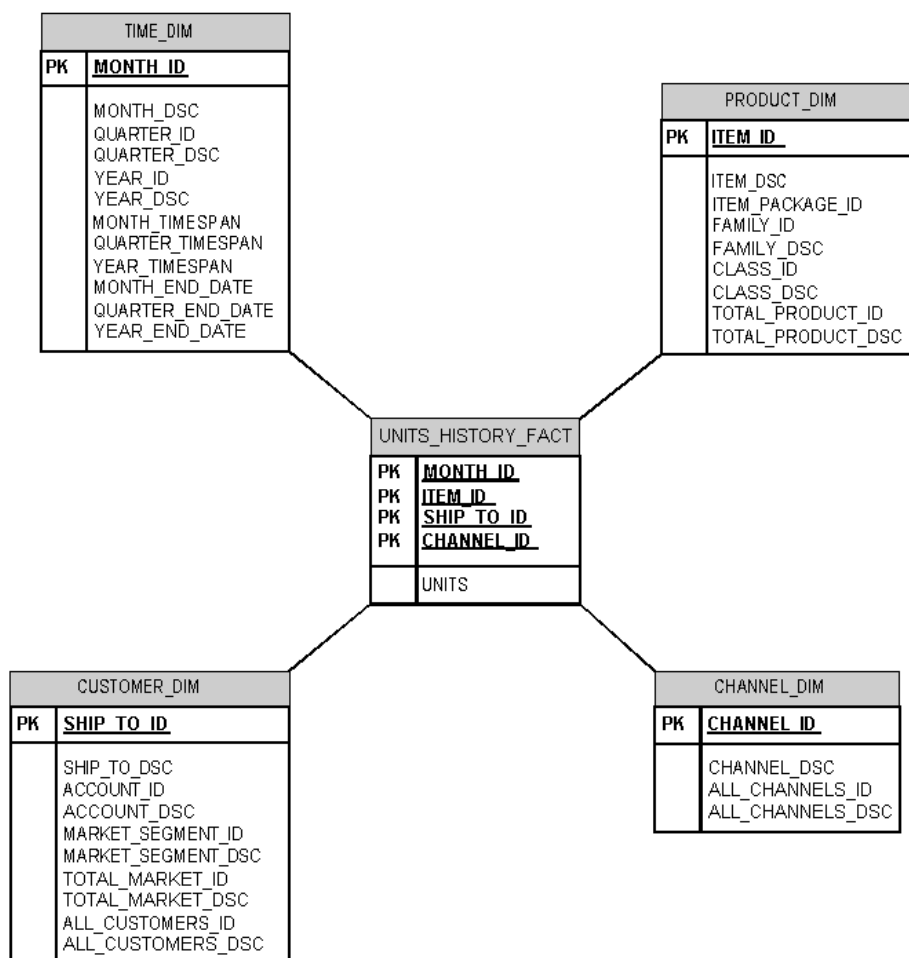 TIME_DIM
PK MONTH_ID
MONTH_DSC
QUARTER_ID
QUARTER_DSC
YEAR_ID
YEAR_DSC
MONTH_TIMESPAN
QUARTER_TIMESPAN
YEAR_TIMESPAN
MONTH_END_DATE
QUARTER_END_DATE
YEAR_END_DATE
PRODUCT_DIM
PK ITEM_ID
ITEM_DSC
ITEM_PACKAGE_ID
FAMILY_ID
FAMILY_DSC
CLASS_ID
CLASS_DSC
TOTAL_PRODUCT_ID
TOTAL_PRODUCT_DSC
UNITS_HISTORY_FACT
PK MONTH_ID
PK ITEM_ID
PK SHIP_TO_ID
PK CHANNEL_ID
UNITS
CUSTOMER_DIM
PK SHIP_TO_ID
SHIP_TO_DSC
ACCOUNT_ID
ACCOUNT_DSC
MARKET_SEGMENT_ID
MARKET_SEGMENT_DSC
TOTAL_MARKET_ID
TOTAL_MARKET_DSC
ALL_CUSTOMERS_ID
ALL_CUSTOMERS_DSC
CHANNEL_DIM
PK CHANNEL_ID
CHANNEL_DSC
ALL_CHANNELS_ID
ALL_CHANNELS_DSC